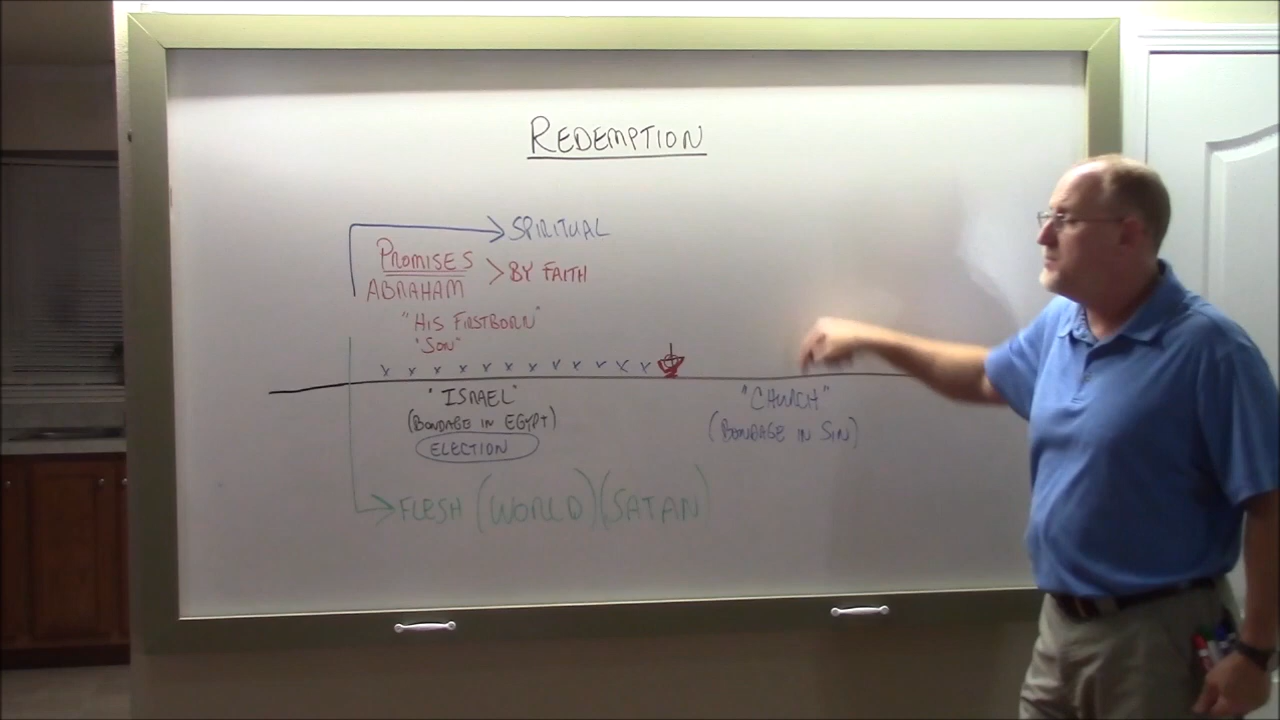 REDEMPTION
SPIRITUAL
PROMISES
> BY FAITH
ABRAHAM
"HIS FIRSTBORN"
"SON"
x x x x x x x x x x x x
"ISRAEL"
"CHURCH"
(BONDAGE IN EGYPT)
(BONDAGE IN SIN)
ELECTION
FLESH (WORLD) (SATAN)